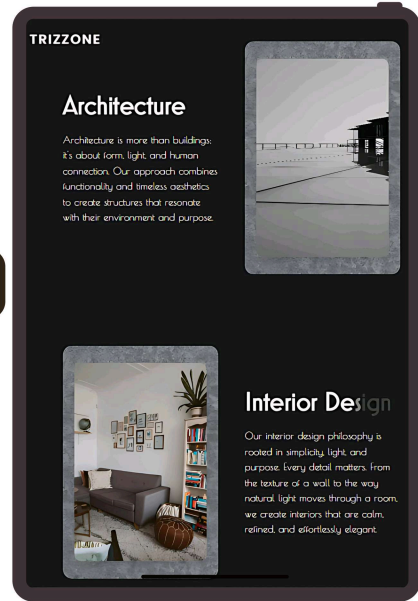 TRIZZONE
Architecture
Architecture is more than buildings;
it's about form, light, and human
connection. Our approach combines
functionality and timeless aesthetics
to create structures that resonate
with their environment and purpose.
Interior Design
Our interior design philosophy is
rooted in simplicity, light, and
purpose. Every detail matters. From
the texture of a wall to the way
natural light moves through a room,
we create interiors that are calm,
refined, and effortlessly elegant.